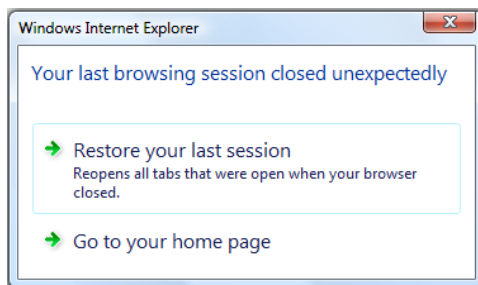 Windows Internet Explorer
Your last browsing session closed unexpectedly
Restore your last session
Reopens all tabs that were open when your browser
closed.
Go to your home page